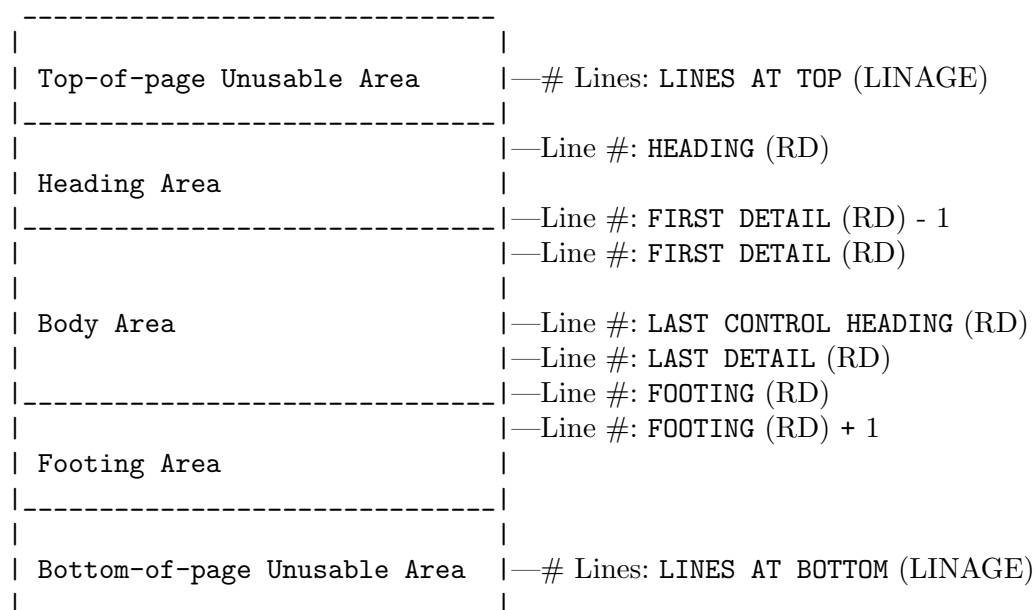 Top-of-page Unusable Area —# Lines: LINES AT TOP (LINAGE)
—Line #: HEADING (RD)
Heading Area
—Line #: FIRST DETAIL (RD) - 1
—Line #: FIRST DETAIL (RD)
Body Area —Line #: LAST CONTROL HEADING (RD)
—Line #: LAST DETAIL (RD)
—Line #: FOOTING (RD)
—Line #: FOOTING (RD) + 1
Footing Area
Bottom-of-page Unusable Area —# Lines: LINES AT BOTTOM (LINAGE)